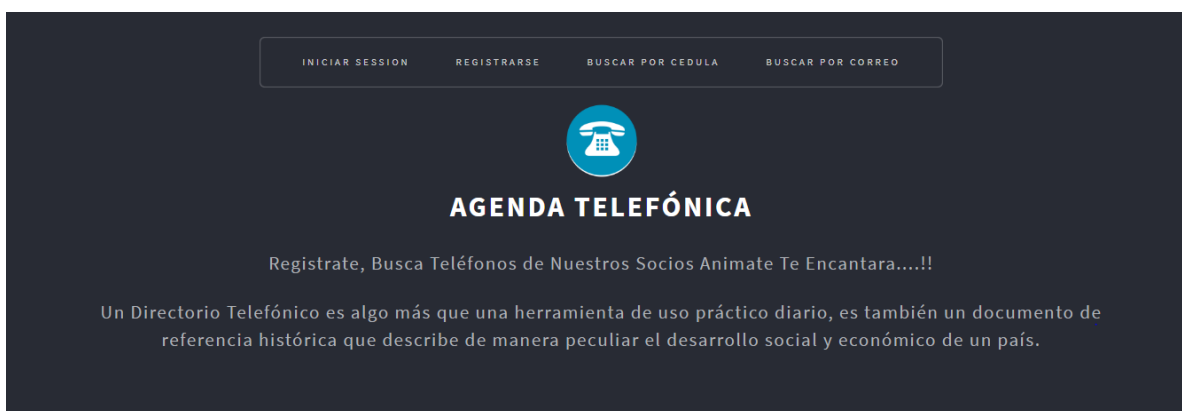 INICIAR SESSION REGISTRARSE BUSCAR POR CEDULA BUSCAR POR CORREO
AGENDA TELEFÓNICA
Registrate, Busca Teléfonos de Nuestros Socios Animate Te Encantara....!!
Un Directorio Telefónico es algo más que una herramienta de uso práctico diario, es también un documento de
referencia histórica que describe de manera peculiar el desarrollo social y económico de un país.